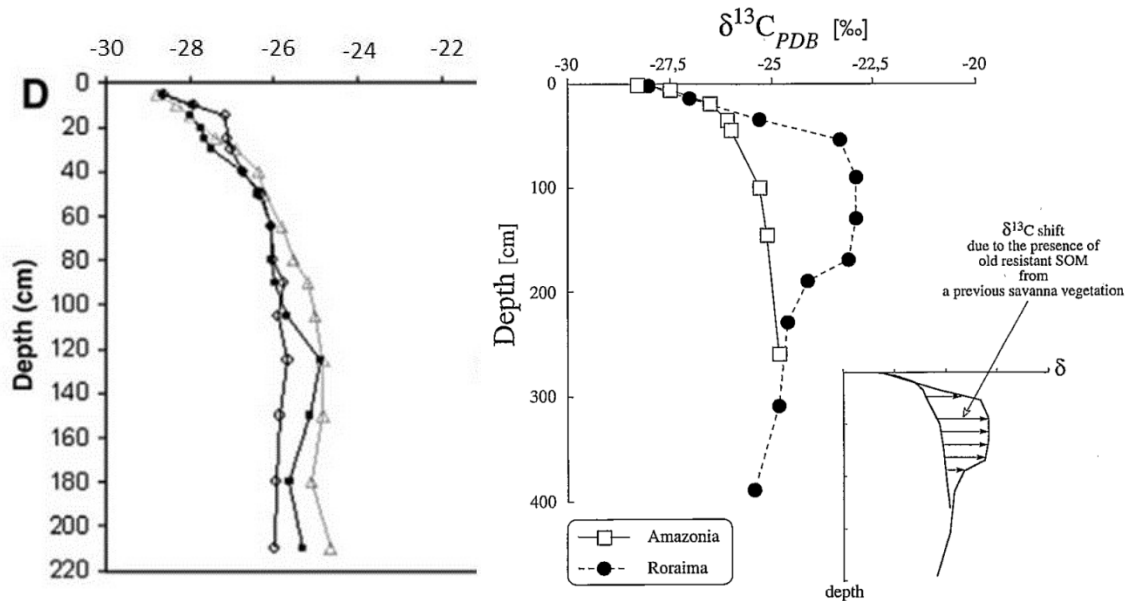 -30 -28 -26 -24 -22
D
0
20
40
60
80
100
120
140
160
180
200
220
Depth (cm)
δ¹³C_PDB [‰]
-30 -27,5 -25 -22,5 -20
0
100
200
300
400
Depth [cm]
δ¹³C shift
due to the presence of
old resistant SOM
from
a previous savanna vegetation
δ
depth
Amazonia
Roraima